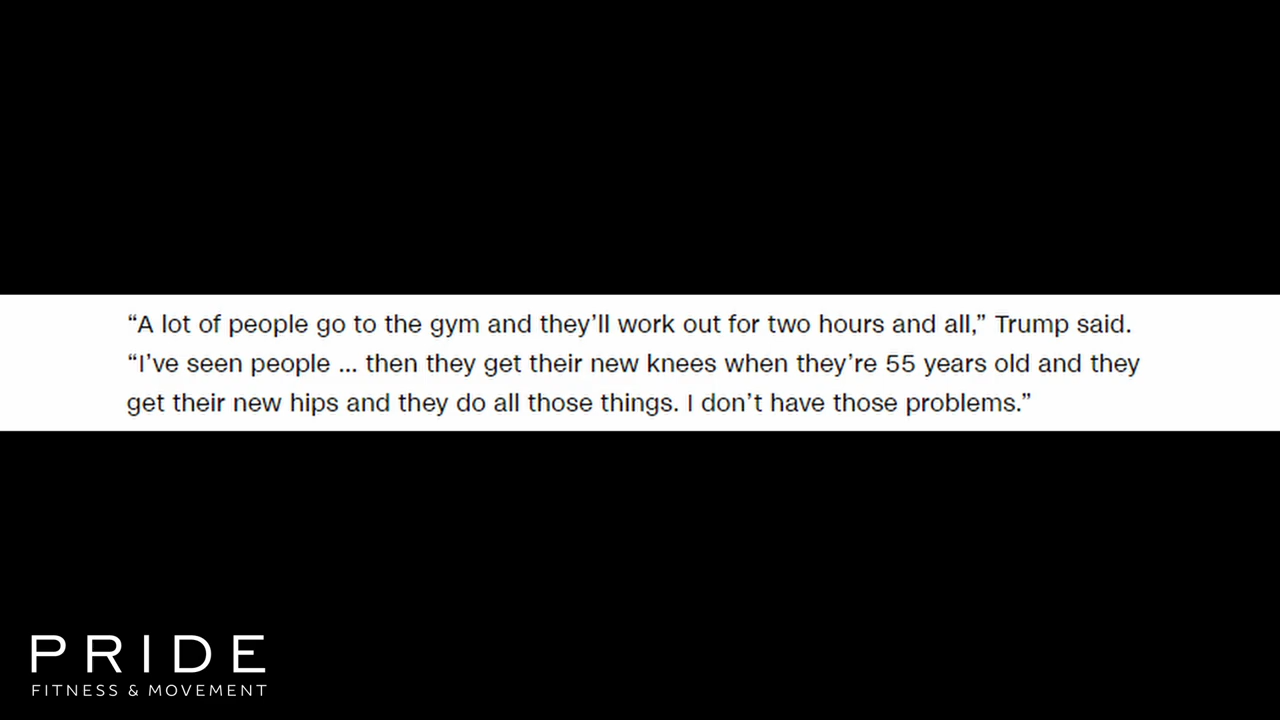 “A lot of people go to the gym and they’ll work out for two hours and all,” Trump said.
“I’ve seen people ... then they get their new knees when they’re 55 years old and they
get their new hips and they do all those things. I don’t have those problems.”
PRIDE
FITNESS & MOVEMENT